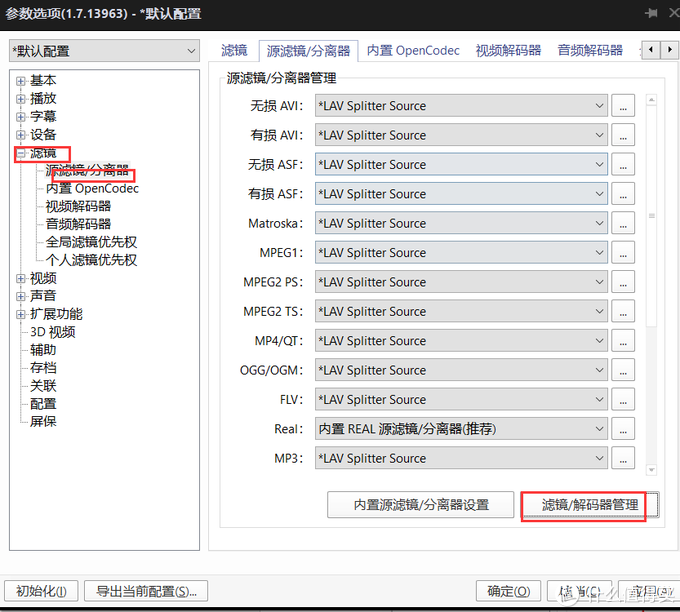 参数选项(1.7.13963) - *默认配置
*默认配置
基本
播放
字幕
设备
滤镜
源滤镜/分离器
内置 OpenCodec
视频解码器
音频解码器
全局滤镜优先权
个人滤镜优先权
视频
声音
扩展功能
3D 视频
辅助
存档
关联
配置
屏保
滤镜 源滤镜/分离器 内置 OpenCodec 视频解码器 音频解码器
源滤镜/分离器管理
无损 AVI: *LAV Splitter Source ...
有损 AVI: *LAV Splitter Source ...
无损 ASF: *LAV Splitter Source ...
有损 ASF: *LAV Splitter Source ...
Matroska: *LAV Splitter Source ...
MPEG1: *LAV Splitter Source ...
MPEG2 PS: *LAV Splitter Source ...
MPEG2 TS: *LAV Splitter Source ...
MP4/QT: *LAV Splitter Source ...
OGG/OGM: *LAV Splitter Source ...
FLV: *LAV Splitter Source ...
Real: 内置 REAL 源滤镜/分离器(推荐) ...
MP3: *LAV Splitter Source ...
内置源滤镜/分离器设置 滤镜/解码器管理
初始化(I) 导出当前配置(S)... 确定(O) 取消(C) 应用(A)
什么值得买